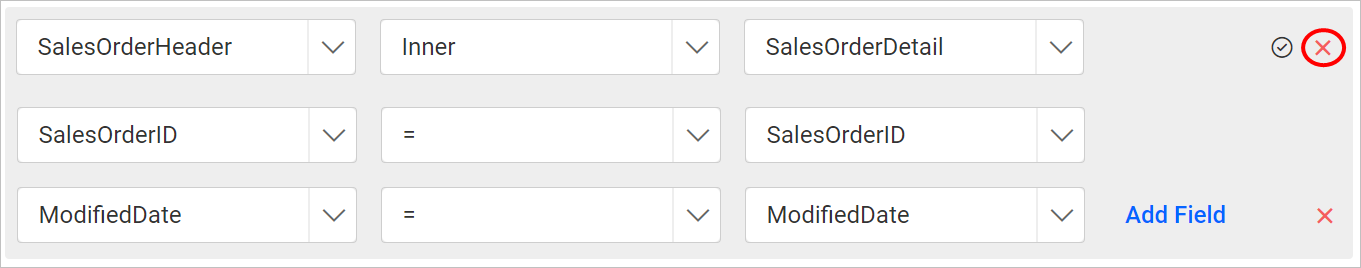 SalesOrderHeader Inner SalesOrderDetail
SalesOrderID = SalesOrderID
ModifiedDate = ModifiedDate Add Field